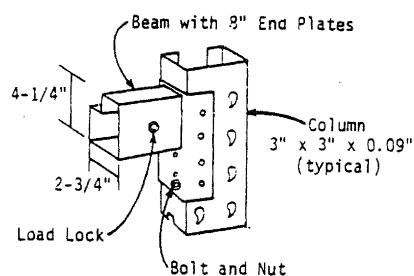 Beam with 8" End Plates
4-1/4"
Column
3" x 3" x 0.09"
(typical)
2-3/4"
Load Lock
Bolt and Nut